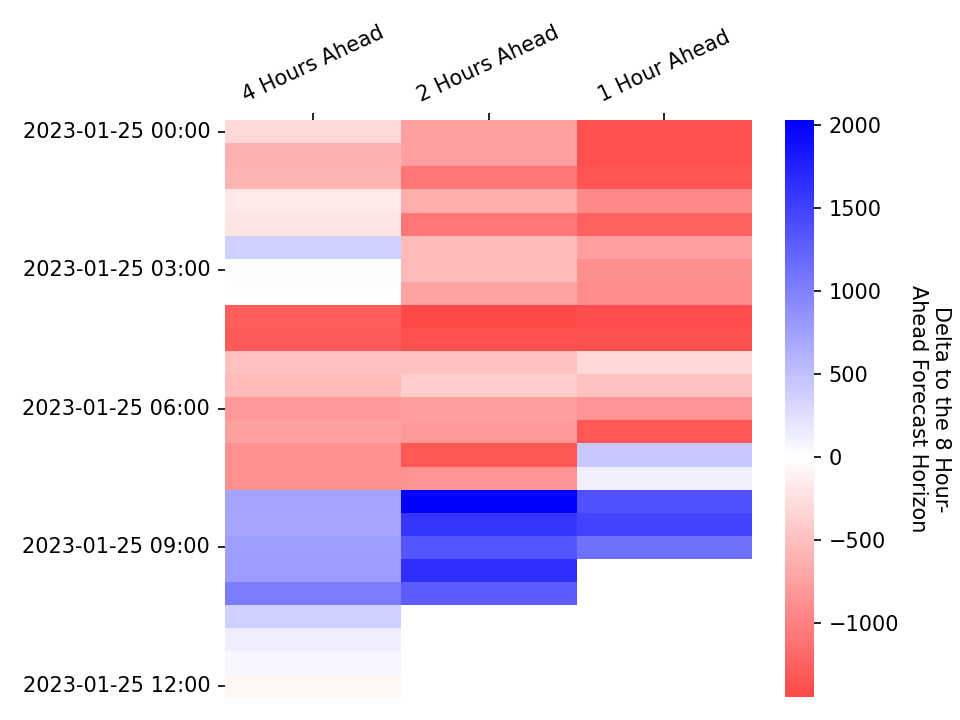 4 Hours Ahead
2 Hours Ahead
1 Hour Ahead
2023-01-25 00:00
2023-01-25 03:00
2023-01-25 06:00
2023-01-25 09:00
2023-01-25 12:00
2000
1500
1000
500
0
−500
−1000
Delta to the 8 Hour-
Ahead Forecast Horizon